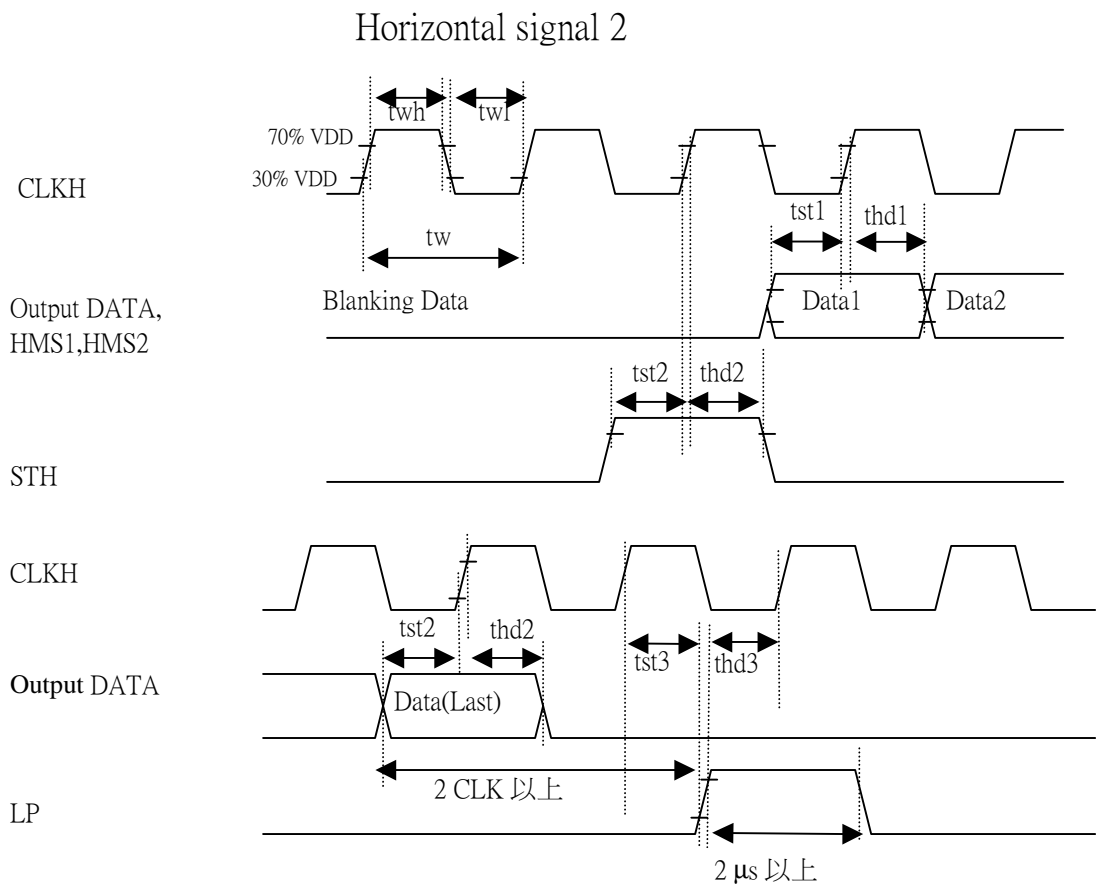 Horizontal signal 2
twh
twl
70% VDD
30% VDD
CLKH
tst1
thd1
tw
Output DATA,
HMS1,HMS2
Blanking Data
Data1
Data2
tst2
thd2
STH
CLKH
tst2
thd2
tst3
thd3
Output DATA
Data(Last)
2 CLK 以上
LP
2 μs 以上